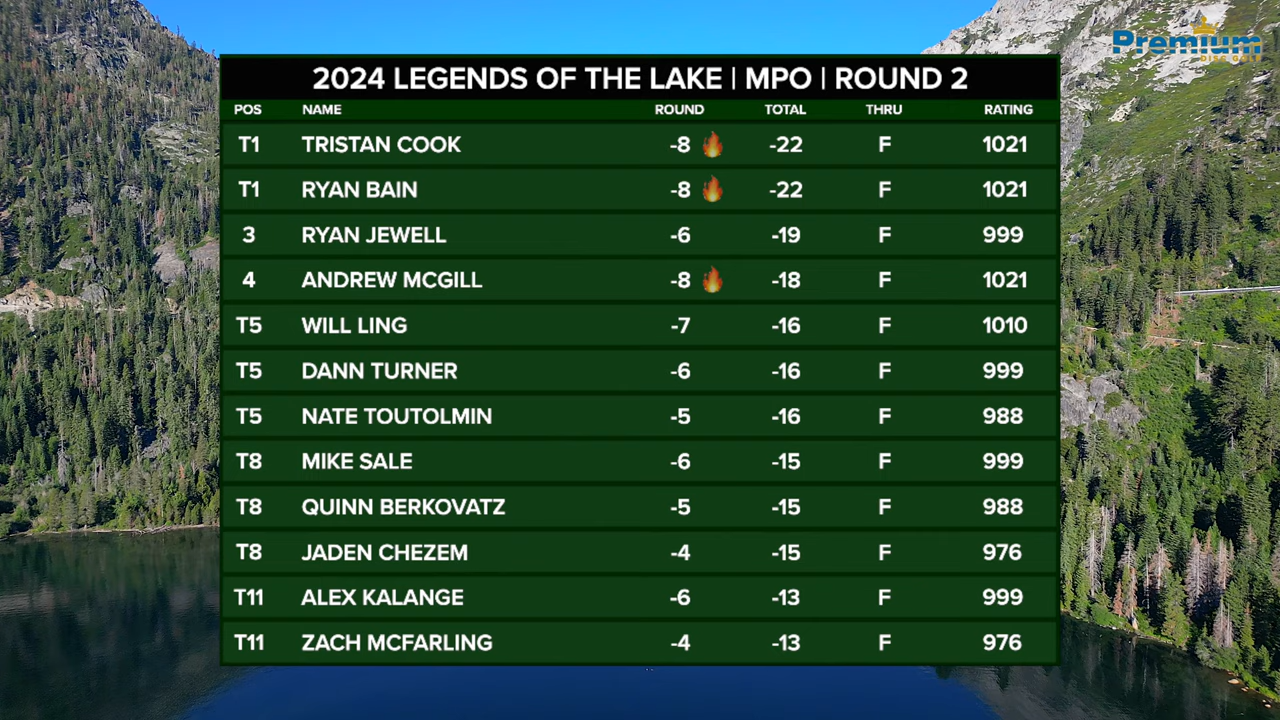 Premium
DISC GOLF
2024 LEGENDS OF THE LAKE | MPO | ROUND 2
POS NAME ROUND TOTAL THRU RATING
T1 TRISTAN COOK -8 🔥 -22 F 1021
T1 RYAN BAIN -8 🔥 -22 F 1021
3 RYAN JEWELL -6 -19 F 999
4 ANDREW MCGILL -8 🔥 -18 F 1021
T5 WILL LING -7 -16 F 1010
T5 DANN TURNER -6 -16 F 999
T5 NATE TOUTOLMIN -5 -16 F 988
T8 MIKE SALE -6 -15 F 999
T8 QUINN BERKOVATZ -5 -15 F 988
T8 JADEN CHEZEM -4 -15 F 976
T11 ALEX KALANGE -6 -13 F 999
T11 ZACH MCFARLING -4 -13 F 976